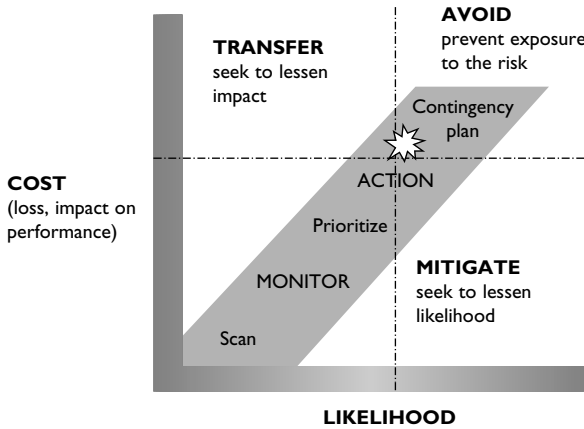 AVOID
prevent exposure
to the risk
TRANSFER
seek to lessen
impact
Contingency
plan
ACTION
COST
(loss, impact on
performance)
Prioritize
MONITOR
MITIGATE
seek to lessen
likelihood
Scan
LIKELIHOOD